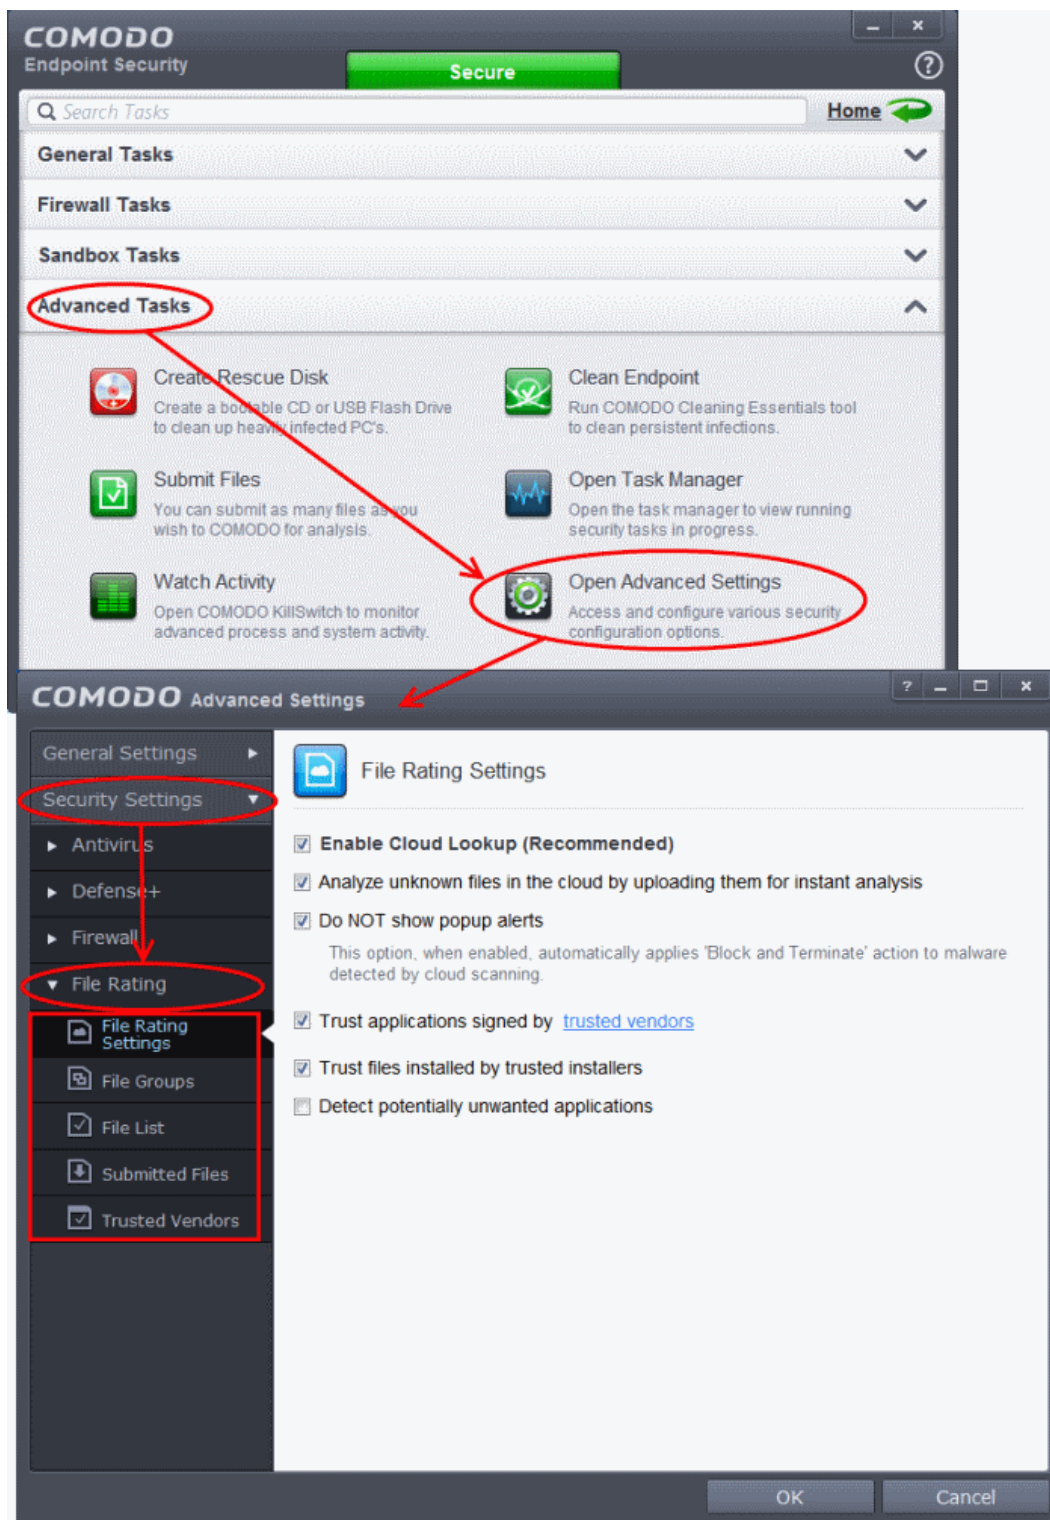 COMODO
Endpoint Security
Secure
Search Tasks
Home
General Tasks
Firewall Tasks
Sandbox Tasks
Advanced Tasks
Create Rescue Disk
Create a bootable CD or USB Flash Drive
to clean up heavily infected PC's.
Clean Endpoint
Run COMODO Cleaning Essentials tool
to clean persistent infections.
Submit Files
You can submit as many files as you
wish to COMODO for analysis.
Open Task Manager
Open the task manager to view running
security tasks in progress.
Watch Activity
Open COMODO KillSwitch to monitor
advanced process and system activity.
Open Advanced Settings
Access and configure various security
configuration options.
COMODO Advanced Settings
General Settings
Security Settings
Antivirus
Defense+
Firewall
File Rating
File Rating
Settings
File Groups
File List
Submitted Files
Trusted Vendors
File Rating Settings
Enable Cloud Lookup (Recommended)
Analyze unknown files in the cloud by uploading them for instant analysis
Do NOT show popup alerts
This option, when enabled, automatically applies 'Block and Terminate' action to malware
detected by cloud scanning.
Trust applications signed by trusted vendors
Trust files installed by trusted installers
Detect potentially unwanted applications
OK
Cancel